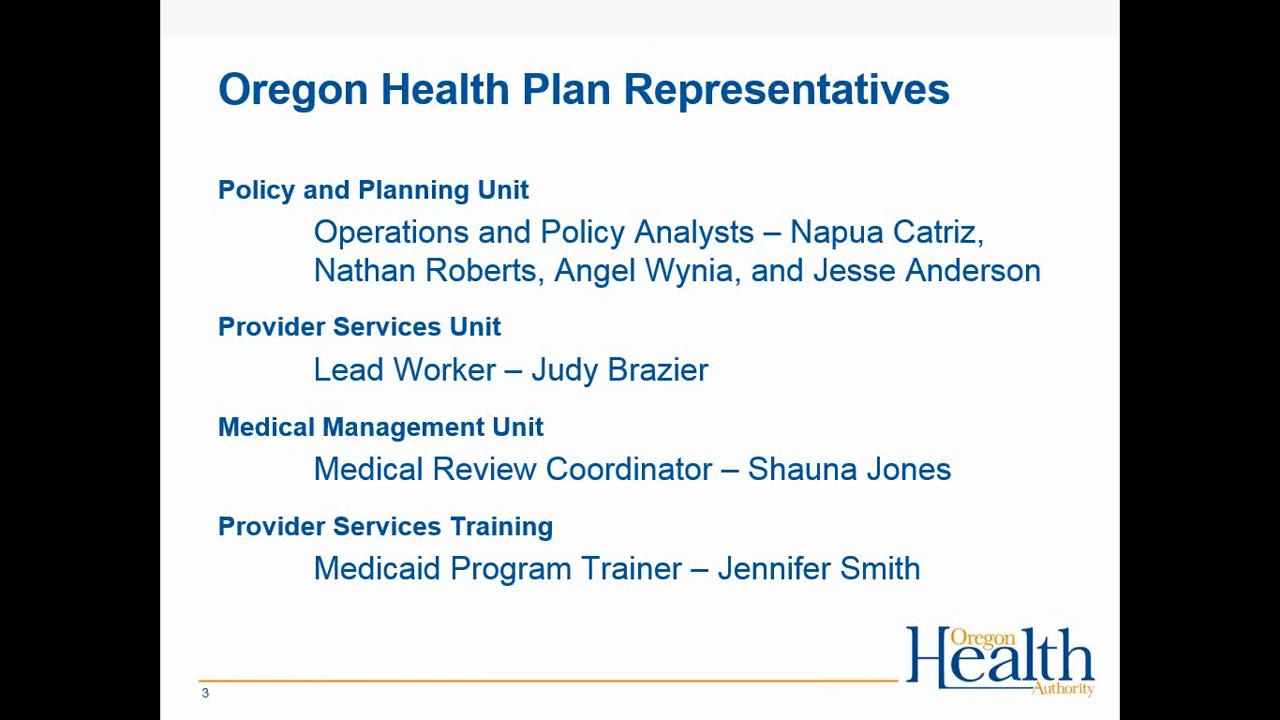 Oregon Health Plan Representatives
Policy and Planning Unit
Operations and Policy Analysts – Napua Catriz,
Nathan Roberts, Angel Wynia, and Jesse Anderson
Provider Services Unit
Lead Worker – Judy Brazier
Medical Management Unit
Medical Review Coordinator – Shauna Jones
Provider Services Training
Medicaid Program Trainer – Jennifer Smith
Oregon
Health
Authority
3